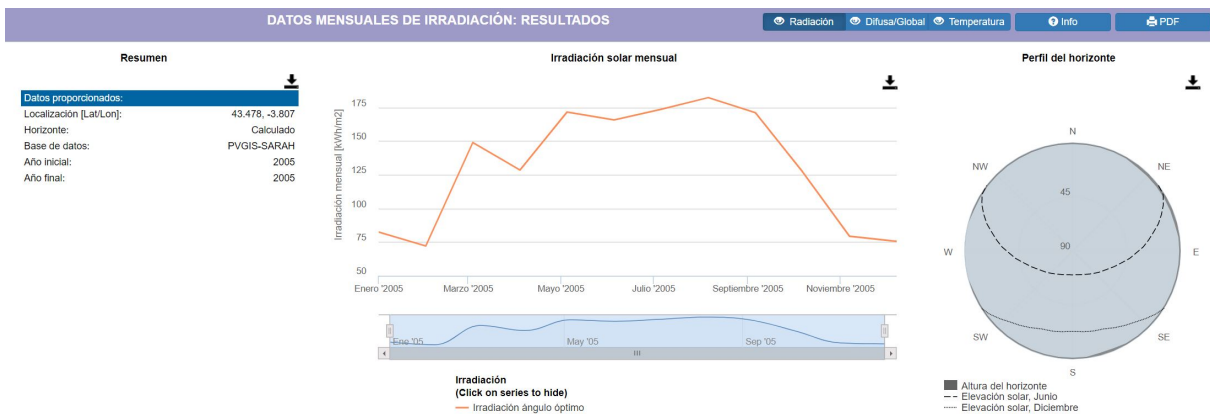 DATOS MENSUALES DE IRRADIACIÓN: RESULTADOS
Radiación
Difusa/Global
Temperatura
Info
PDF
Resumen
Datos proporcionados:
Localización [Lat/Lon]: 43.478, -3.807
Horizonte: Calculado
Base de datos: PVGIS-SARAH
Año inicial: 2005
Año final: 2005
Irradiación solar mensual
Irradiación mensual [kWh/m2]
175
150
125
100
75
50
Enero '2005
Marzo '2005
Mayo '2005
Julio '2005
Septiembre '2005
Noviembre '2005
Ene '05
May '05
Sep '05
Irradiación
(Click on series to hide)
Irradiación ángulo óptimo
Perfil del horizonte
N
NW
NE
45
W
90
E
SW
SE
S
Altura del horizonte
Elevación solar, Junio
Elevación solar, Diciembre